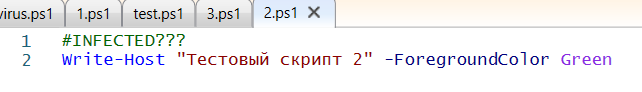 virus.ps1 1.ps1 test.ps1 3.ps1 2.ps1 X
1 #INFECTED???
2 Write-Host "Тестовый скрипт 2" -ForegroundColor Green